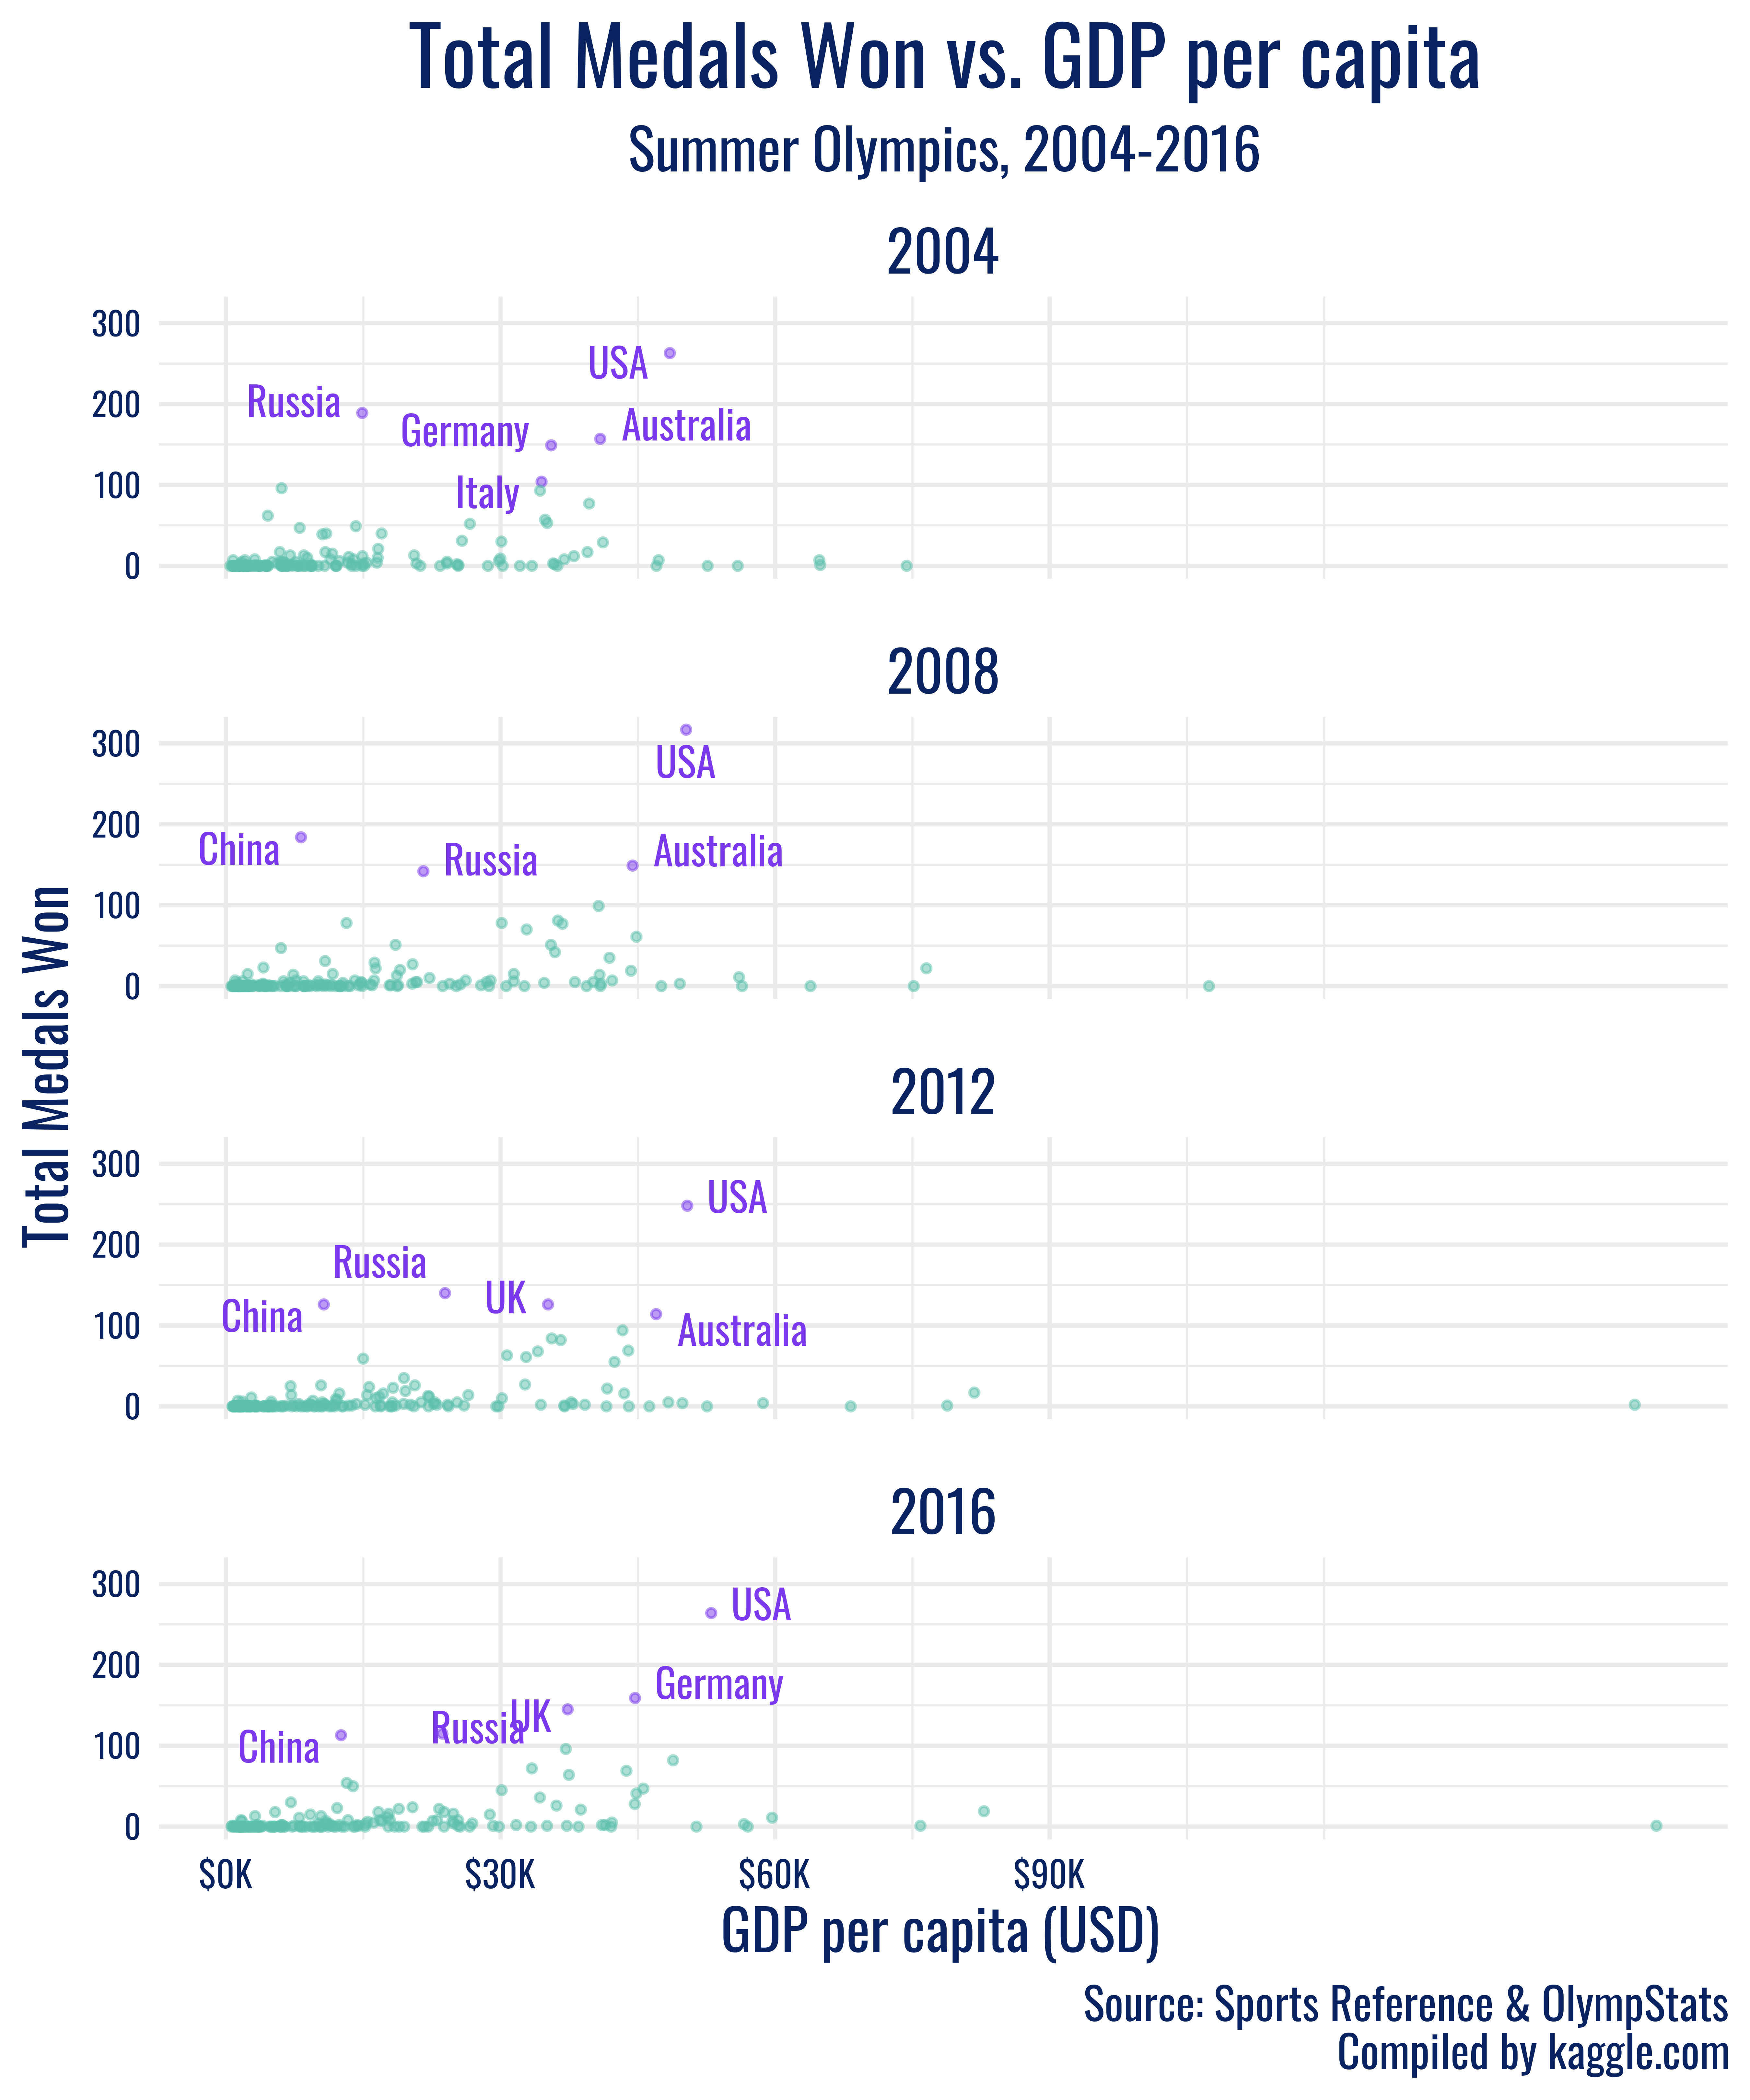 Total Medals Won vs. GDP per capita
Summer Olympics, 2004-2016
Total Medals Won
2004
300
200
100
0
USA
Russia
Germany
Australia
Italy
2008
300
200
100
0
USA
China
Russia
Australia
2012
300
200
100
0
USA
Russia
UK
China
Australia
2016
300
200
100
0
USA
Germany
UK
Russia
China
$0K $30K $60K $90K
GDP per capita (USD)
Source: Sports Reference & OlympStats
Compiled by kaggle.com